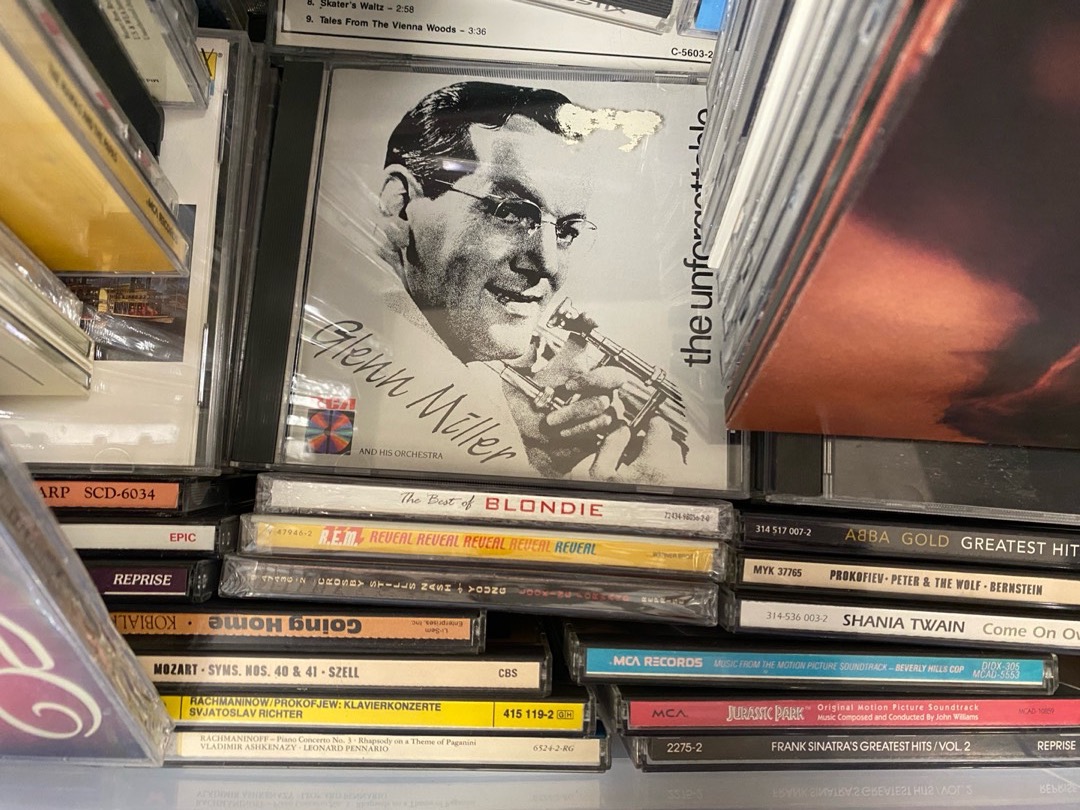 8. Skater's Waltz – 2:58
9. Tales From The Vienna Woods – 3:36
C-5603-2
the unforgettable
Glenn Miller
AND HIS ORCHESTRA
ARP SCD-6034
EPIC
REPRISE
The Best of BLONDIE
47946-2 R.E.M. REVEAL REVEAL REVEAL REVEAL REVEAL
CROSBY STILLS NASH + YOUNG
KOBIALKA · Going Home
MOZART · SYMS. NOS. 40 & 41 · SZELL CBS
RACHMANINOW/PROKOFJEW: KLAVIERKONZERTE
SVJATOSLAV RICHTER 415 119-2 GH
RACHMANINOFF – Piano Concerto No. 3 · Rhapsody on a Theme of Paganini
VLADIMIR ASHKENAZY · LEONARD PENNARIO 6524-2-RG
314 517 007-2 ABBA GOLD GREATEST HIT
MYK 37765 PROKOFIEV · PETER & THE WOLF · BERNSTEIN
314-536 003-2 SHANIA TWAIN Come On Ov
MCA RECORDS MUSIC FROM THE MOTION PICTURE SOUNDTRACK – BEVERLY HILLS COP DIDX-305
MCAD-5553
MCA JURASSIC PARK Original Motion Picture Soundtrack
Music Composed and Conducted By John Williams
2275-2 FRANK SINATRA'S GREATEST HITS / VOL. 2 REPRISE